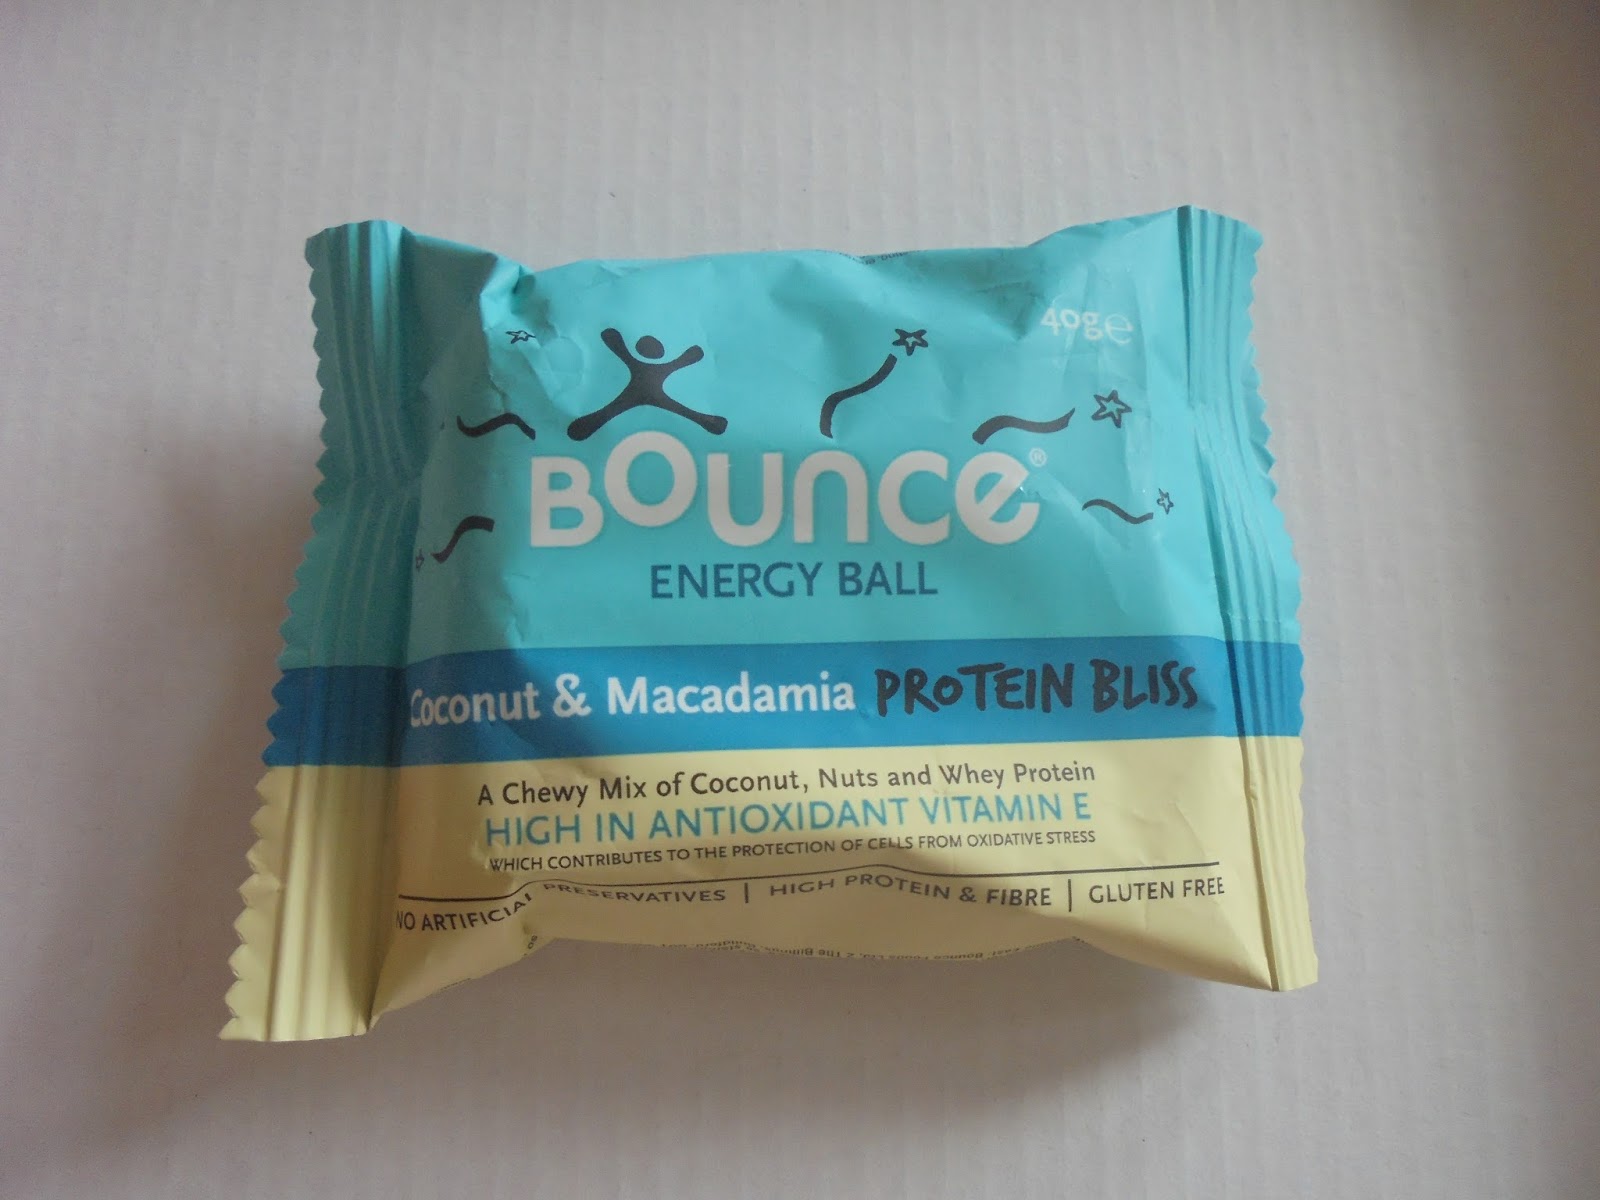 40g e
BOUNCE®
ENERGY BALL
Coconut & Macadamia PROTEIN BLISS
A Chewy Mix of Coconut, Nuts and Whey Protein
HIGH IN ANTIOXIDANT VITAMIN E
WHICH CONTRIBUTES TO THE PROTECTION OF CELLS FROM OXIDATIVE STRESS
NO ARTIFICIAL PRESERVATIVES | HIGH PROTEIN & FIBRE | GLUTEN FREE